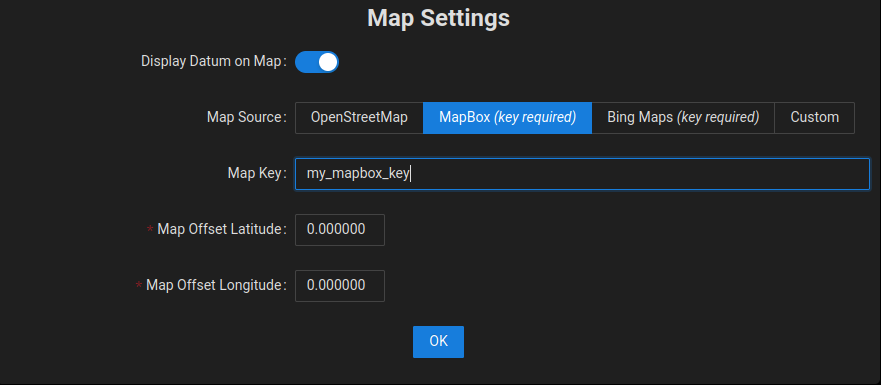 Map Settings
Display Datum on Map:
Map Source: OpenStreetMap MapBox (key required) Bing Maps (key required) Custom
Map Key: my_mapbox_key
* Map Offset Latitude: 0.000000
* Map Offset Longitude: 0.000000
OK